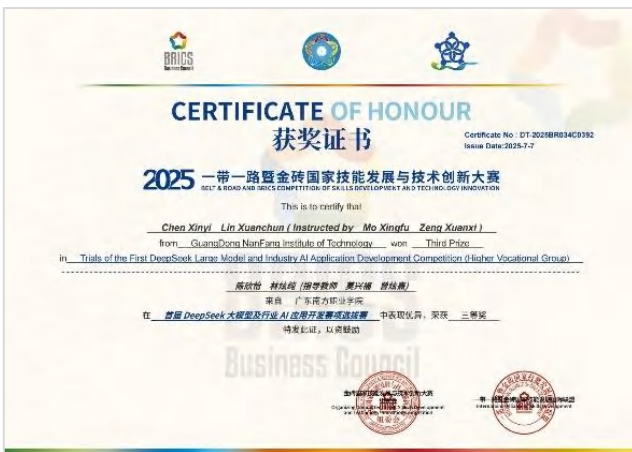 BRICS
Business Council
CERTIFICATE OF HONOUR
获奖证书
Certificate No : DT-2025BR034C0392
Issue Date:2025-7-7
2025 一带一路暨金砖国家技能发展与技术创新大赛
BELT & ROAD AND BRICS COMPETITION OF SKILLS DEVELOPMENT AND TECHNOLOGY INNOVATION
This is to certify that
Chen Xinyi Lin Xuanchun ( Instructed by Mo Xingfu Zeng Xuanxi )
from GuangDong NanFang Institute of Technology won Third Prize
in Trials of the First DeepSeek Large Model and Industry AI Application Development Competition (Higher Vocational Group)
陈欣怡 林炫 (指导教师 莫兴福 曾炫)
来自 广东南方职业学院
在 首届 DeepSeek 大模型及行业 AI 应用开发赛项选拔赛 中表现优异，荣获 三等奖
特发此证，以资鼓励
BRICS
Business Council